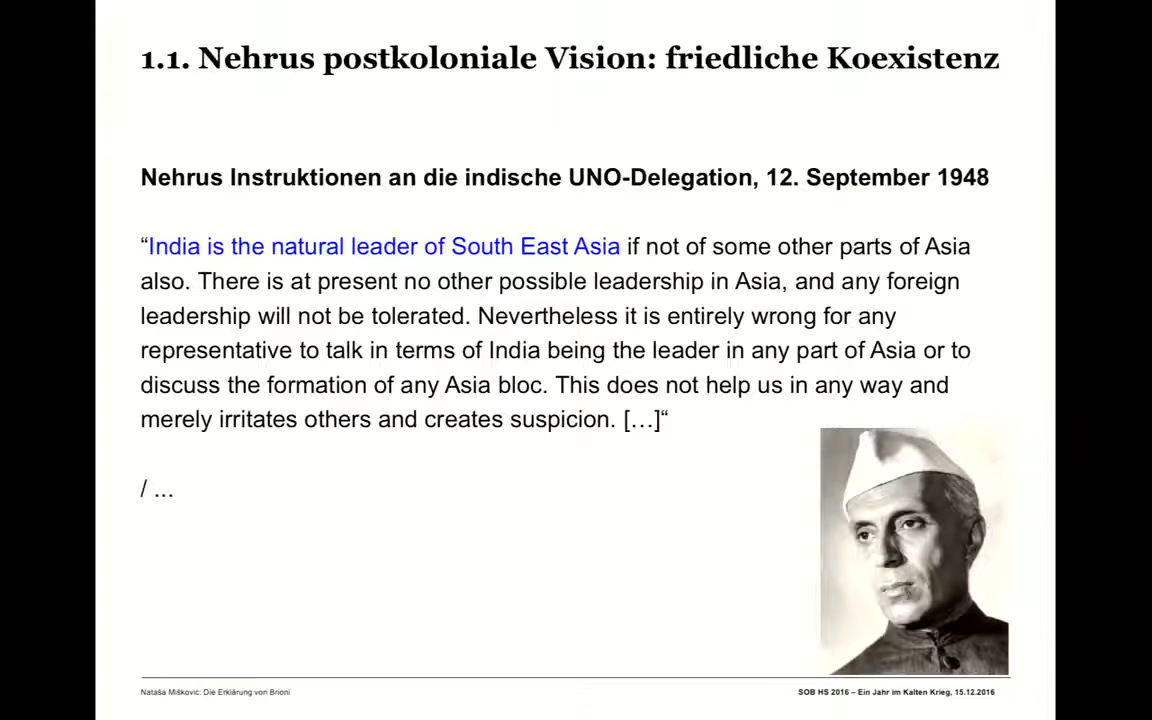 1.1. Nehrus postkoloniale Vision: friedliche Koexistenz
Nehrus Instruktionen an die indische UNO-Delegation, 12. September 1948
“India is the natural leader of South East Asia if not of some other parts of Asia
also. There is at present no other possible leadership in Asia, and any foreign
leadership will not be tolerated. Nevertheless it is entirely wrong for any
representative to talk in terms of India being the leader in any part of Asia or to
discuss the formation of any Asia bloc. This does not help us in any way and
merely irritates others and creates suspicion. […]“
/ ...
Nataša Mišković: Die Erklärung von Brioni
SOB HS 2016 – Ein Jahr im Kalten Krieg, 15.12.2016